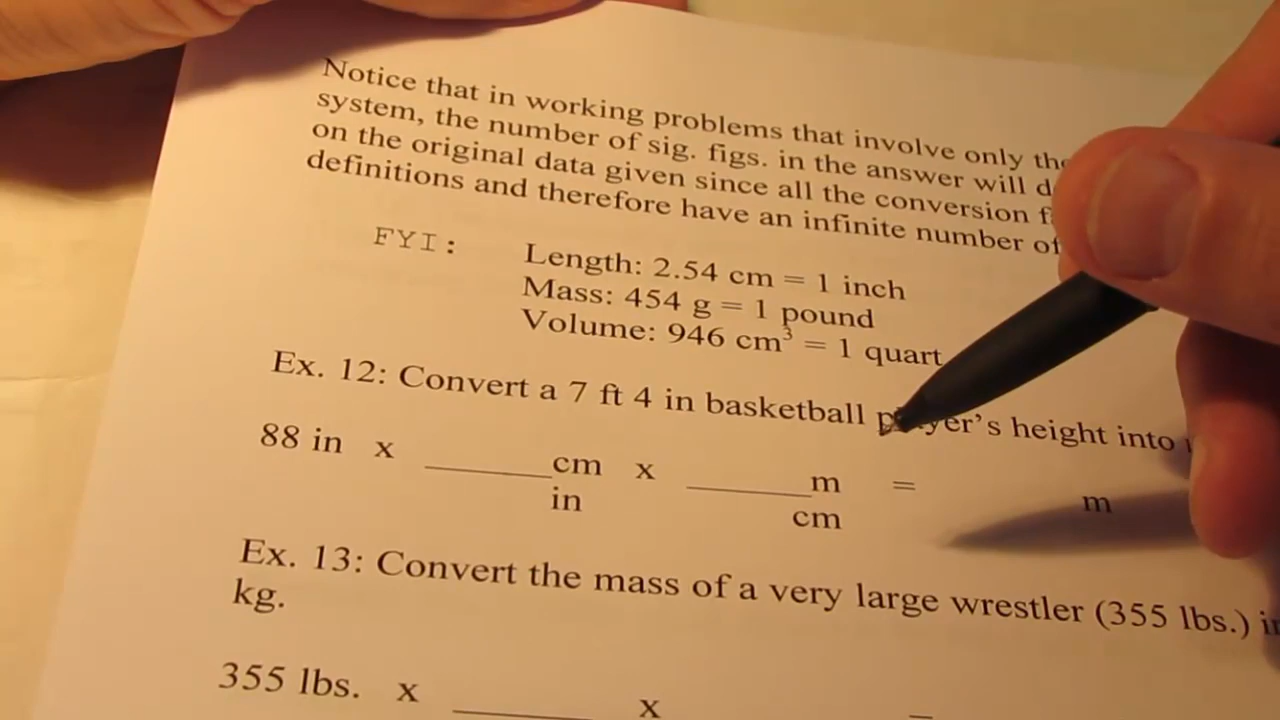 Notice that in working problems that involve only the
system, the number of sig. figs. in the answer will
on the original data given since all the conversion
definitions and therefore have an infinite number of
FYI: Length: 2.54 cm = 1 inch
Mass: 454 g = 1 pound
Volume: 946 cm³ = 1 quart
Ex. 12: Convert a 7 ft 4 in basketball player's height into
88 in x ______cm x ______m = m
in cm
Ex. 13: Convert the mass of a very large wrestler (355 lbs.)
kg.
355 lbs. x ______ x